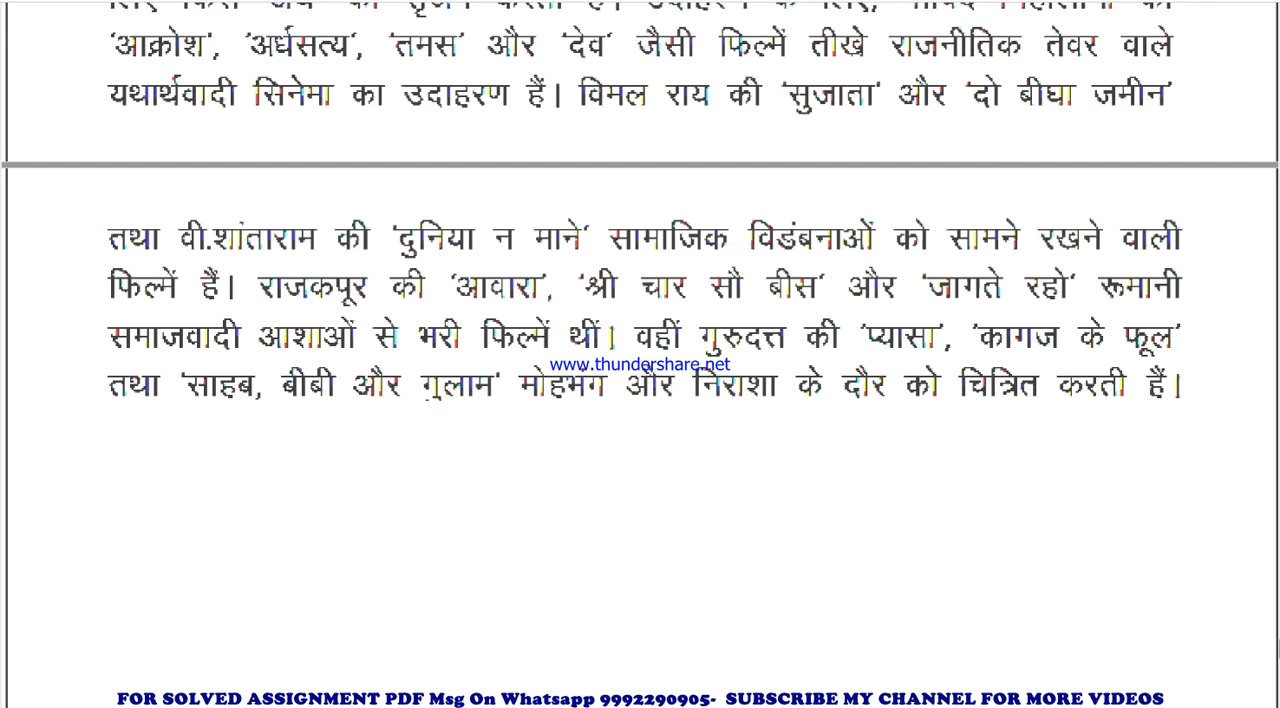 'आक्रोश', 'अर्धसत्य', 'तमस' और 'देव' जैसी फिल्में तीखे राजनीतिक तेवर वाले
यथार्थवादी सिनेमा का उदाहरण हैं। विमल राय की 'सुजाता' और 'दो बीघा जमीन'
तथा वी.शांताराम की 'दुनिया न माने' सामाजिक विडंबनाओं को सामने रखने वाली
फिल्में हैं। राजकपूर की 'आवारा', 'श्री चार सौ बीस' और 'जागते रहो' रूमानी
समाजवादी आशाओं से भरी फिल्में थीं। वहीं गुरुदत्त की 'प्यासा', 'कागज के फूल'
www.thundershare.net
तथा 'साहब, बीबी और गुलाम' मोहभंग और निराशा के दौर को चित्रित करती हैं।
FOR SOLVED ASSIGNMENT PDF Msg On Whatsapp 9992290905- SUBSCRIBE MY CHANNEL FOR MORE VIDEOS